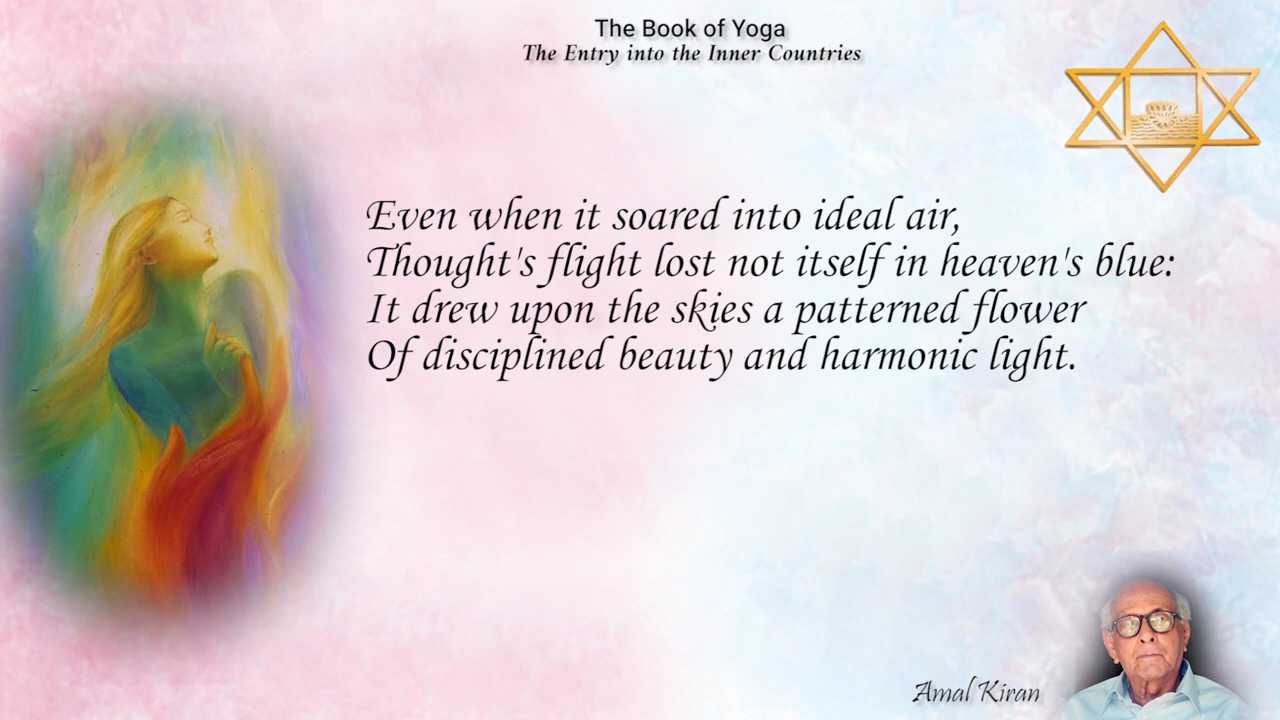 The Book of Yoga
The Entry into the Inner Countries
Even when it soared into ideal air,
Thought's flight lost not itself in heaven's blue:
It drew upon the skies a patterned flower
Of disciplined beauty and harmonic light.
Amal Kiran